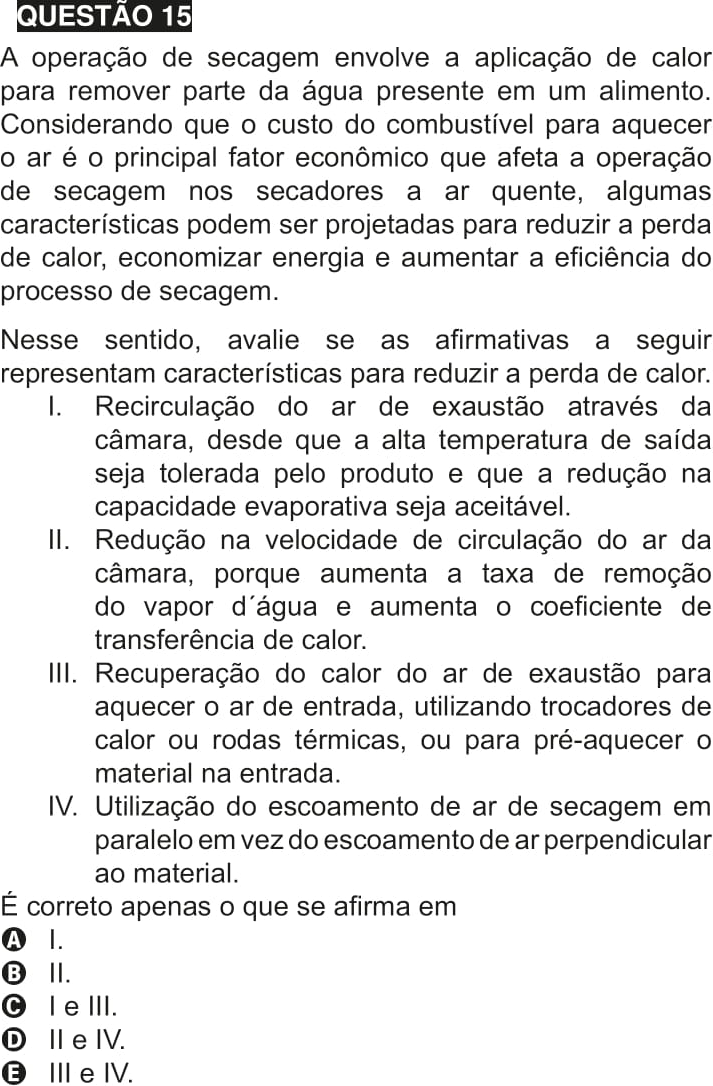 QUESTÃO 15
A operação de secagem envolve a aplicação de calor
para remover parte da água presente em um alimento.
Considerando que o custo do combustível para aquecer
o ar é o principal fator econômico que afeta a operação
de secagem nos secadores a ar quente, algumas
características podem ser projetadas para reduzir a perda
de calor, economizar energia e aumentar a eficiência do
processo de secagem.
Nesse sentido, avalie se as afirmativas a seguir
representam características para reduzir a perda de calor.
I. Recirculação do ar de exaustão através da
câmara, desde que a alta temperatura de saída
seja tolerada pelo produto e que a redução na
capacidade evaporativa seja aceitável.
II. Redução na velocidade de circulação do ar da
câmara, porque aumenta a taxa de remoção
do vapor d´água e aumenta o coeficiente de
transferência de calor.
III. Recuperação do calor do ar de exaustão para
aquecer o ar de entrada, utilizando trocadores de
calor ou rodas térmicas, ou para pré-aquecer o
material na entrada.
IV. Utilização do escoamento de ar de secagem em
paralelo em vez do escoamento de ar perpendicular
ao material.
É correto apenas o que se afirma em
A I.
B II.
C I e III.
D II e IV.
E III e IV.